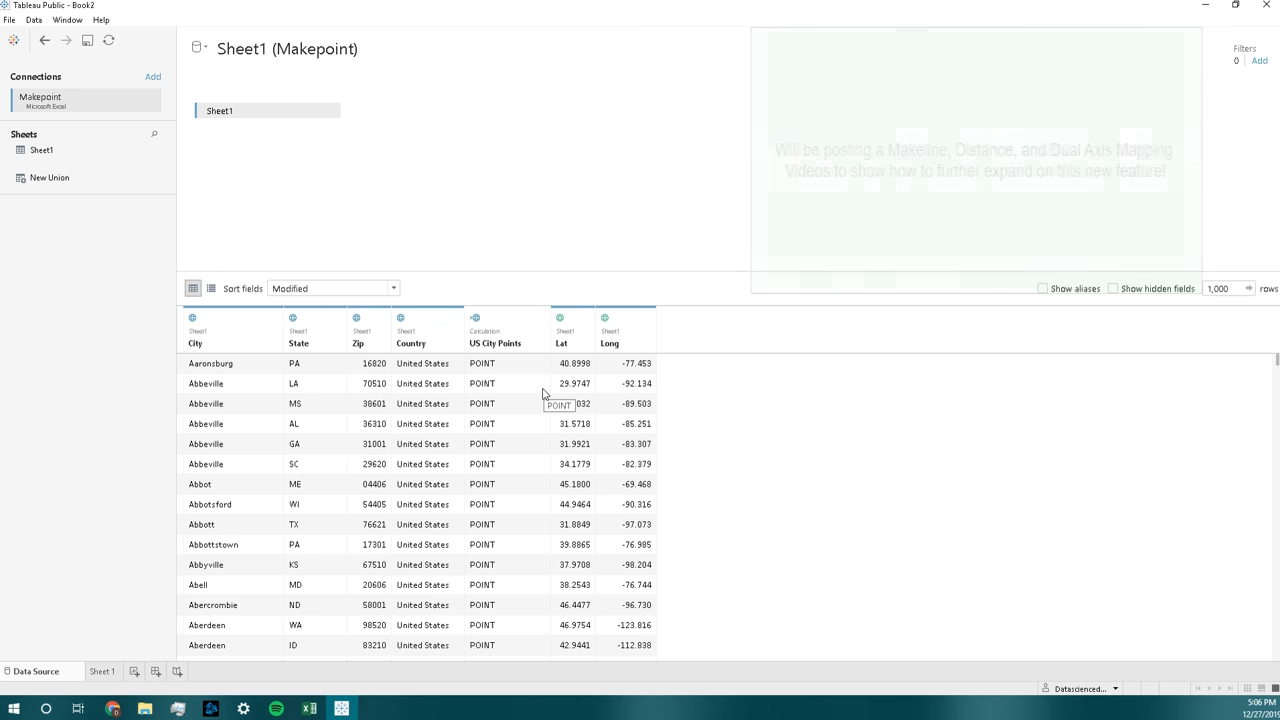 Tableau Public - Book2
File Data Window Help
Connections Add
Makepoint
Microsoft Excel
Sheets
Sheet1
New Union
Sheet1 (Makepoint)
Sheet1
Will be posting a Makeline, Distance, and Dual Axis Mapping
Videos to show how to further expand on this new feature!
Filters
0 Add
Sort fields Modified Show aliases Show hidden fields 1,000 rows
Sheet1 Sheet1 Sheet1 Sheet1 Calculation Sheet1 Sheet1
City State Zip Country US City Points Lat Long
Aaronsburg PA 16820 United States POINT 40.8998 -77.453
Abbeville LA 70510 United States POINT 29.9747 -92.134
Abbeville MS 38601 United States POINT 032 -89.503
POINT
Abbeville AL 36310 United States POINT 31.5718 -85.251
Abbeville GA 31001 United States POINT 31.9921 -83.307
Abbeville SC 29620 United States POINT 34.1779 -82.379
Abbot ME 04406 United States POINT 45.1800 -69.468
Abbotsford WI 54405 United States POINT 44.9464 -90.316
Abbott TX 76621 United States POINT 31.8849 -97.073
Abbottstown PA 17301 United States POINT 39.8865 -76.985
Abbyville KS 67510 United States POINT 37.9708 -98.204
Abell MD 20606 United States POINT 38.2543 -76.744
Abercrombie ND 58001 United States POINT 46.4477 -96.730
Aberdeen WA 98520 United States POINT 46.9754 -123.816
Aberdeen ID 83210 United States POINT 42.9441 -112.838
Data Source Sheet 1
Datascienced...
5:06 PM
12/27/2019